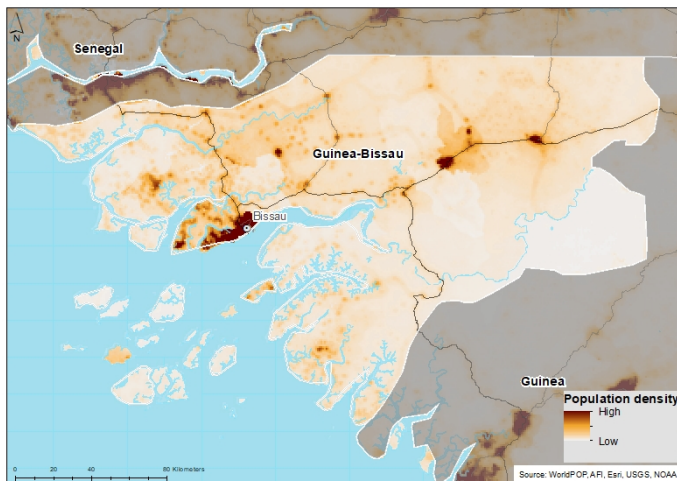 N
Senegal
Guinea-Bissau
Bissau
Guinea
Population density
High
Low
0 20 40 80 Kilometers
Source: WorldPOP, AFI, Esri, USGS, NOAA